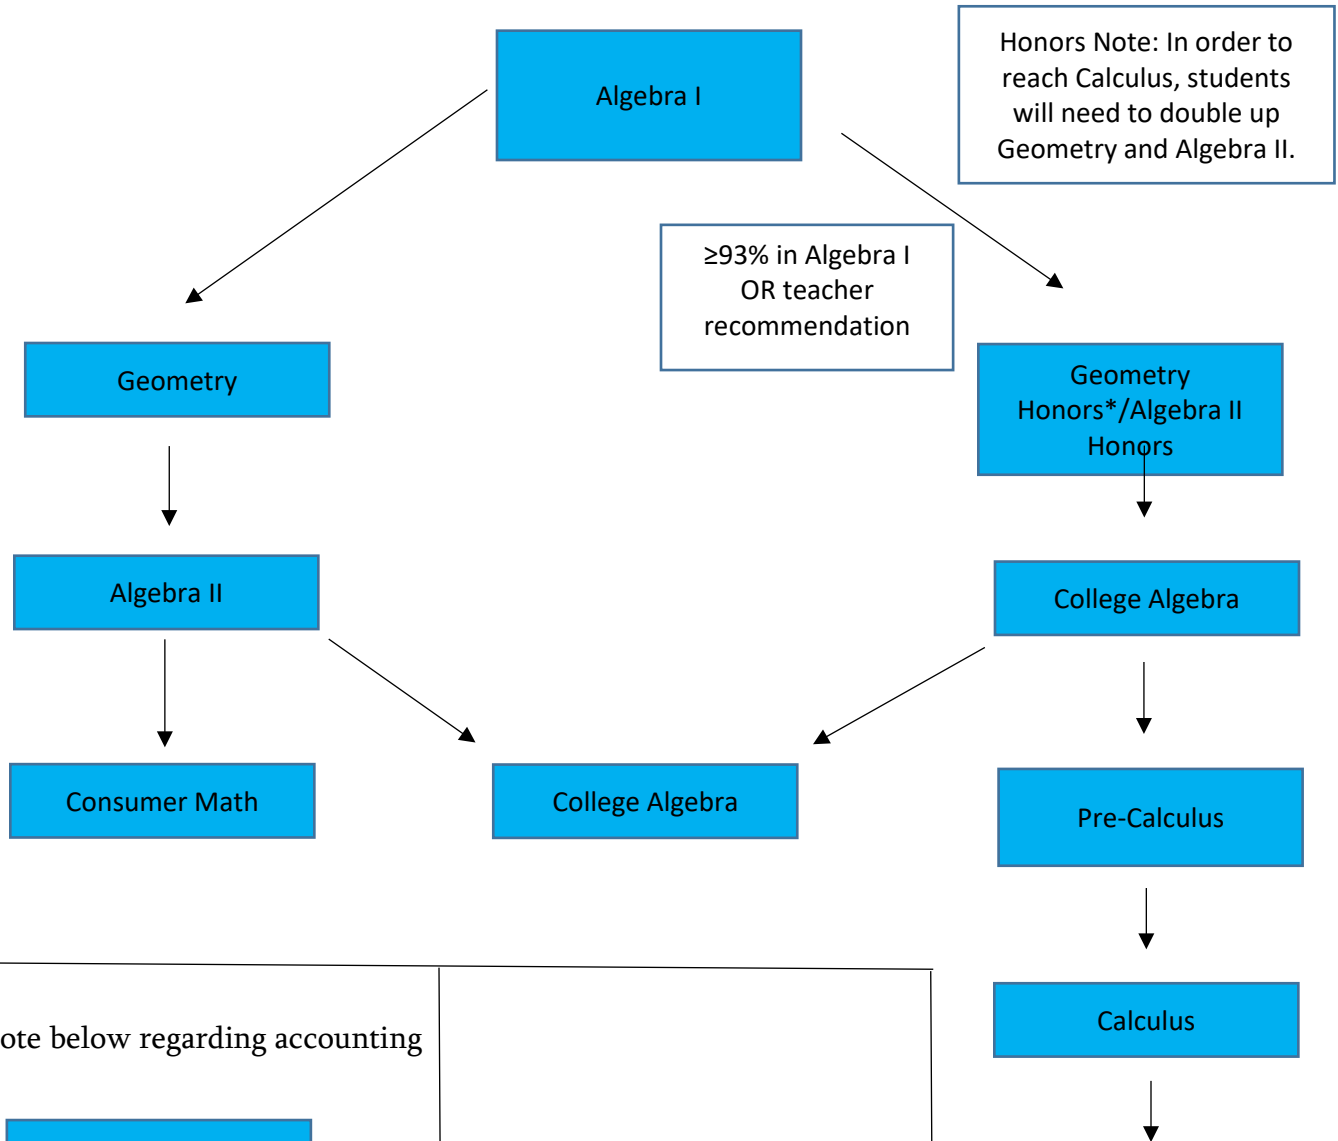 Algebra I
Honors Note: In order to
reach Calculus, students
will need to double up
Geometry and Algebra II.
≥93% in Algebra I
OR teacher
recommendation
Geometry
Geometry
Honors*/Algebra II
Honors
Algebra II
College Algebra
Consumer Math
College Algebra
Pre-Calculus
Calculus
ote below regarding accounting